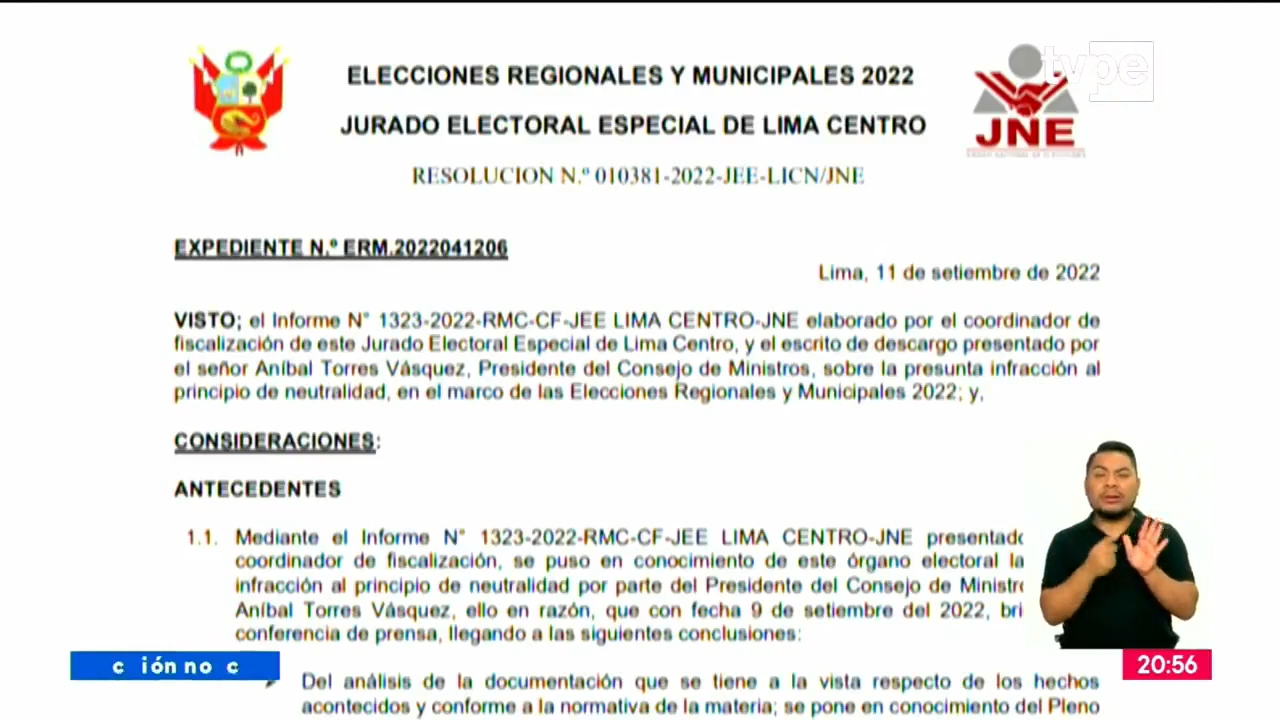 ELECCIONES REGIONALES Y MUNICIPALES 2022
tvpe
JURADO ELECTORAL ESPECIAL DE LIMA CENTRO
JNE
RESOLUCION N.º 010381-2022-JEE-LICN/JNE
EXPEDIENTE N.º ERM.2022041206
Lima, 11 de setiembre de 2022
VISTO; el Informe N° 1323-2022-RMC-CF-JEE LIMA CENTRO-JNE elaborado por el coordinador de
fiscalización de este Jurado Electoral Especial de Lima Centro, y el escrito de descargo presentado por
el señor Aníbal Torres Vásquez, Presidente del Consejo de Ministros, sobre la presunta infracción al
principio de neutralidad, en el marco de las Elecciones Regionales y Municipales 2022; y,
CONSIDERACIONES:
ANTECEDENTES
1.1. Mediante el Informe N° 1323-2022-RMC-CF-JEE LIMA CENTRO-JNE presentado
coordinador de fiscalización, se puso en conocimiento de este órgano electoral la
infracción al principio de neutralidad por parte del Presidente del Consejo de Ministr
Aníbal Torres Vásquez, ello en razón, que con fecha 9 de setiembre del 2022, bri
conferencia de prensa, llegando a las siguientes conclusiones:
c ión no c
20:56
Del análisis de la documentación que se tiene a la vista respecto de los hechos
acontecidos y conforme a la normativa de la materia; se pone en conocimiento del Pleno